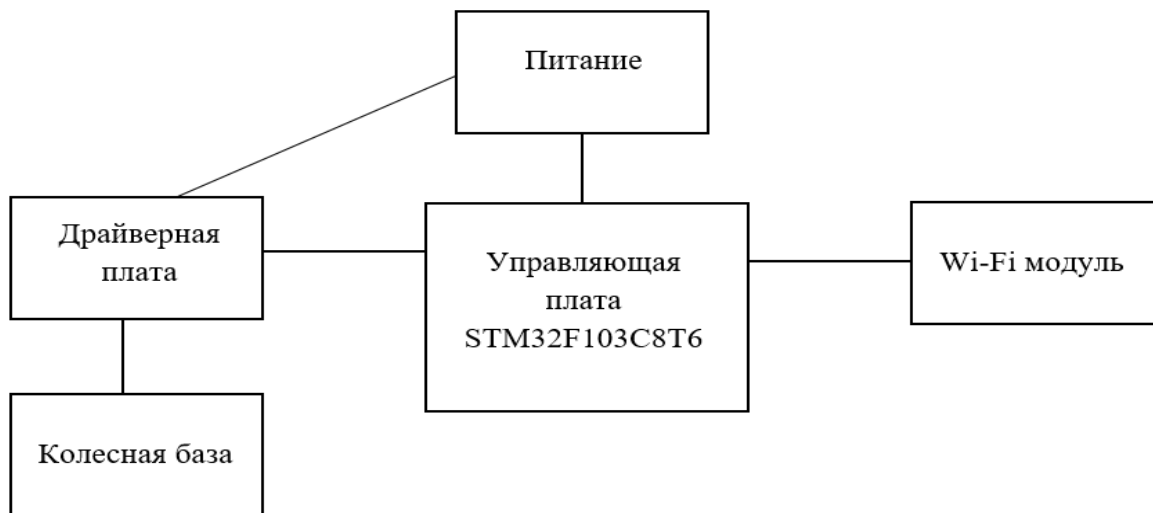 Питание
Драйверная
плата
Управляющая
плата
STM32F103C8T6
Wi-Fi модуль
Колесная база